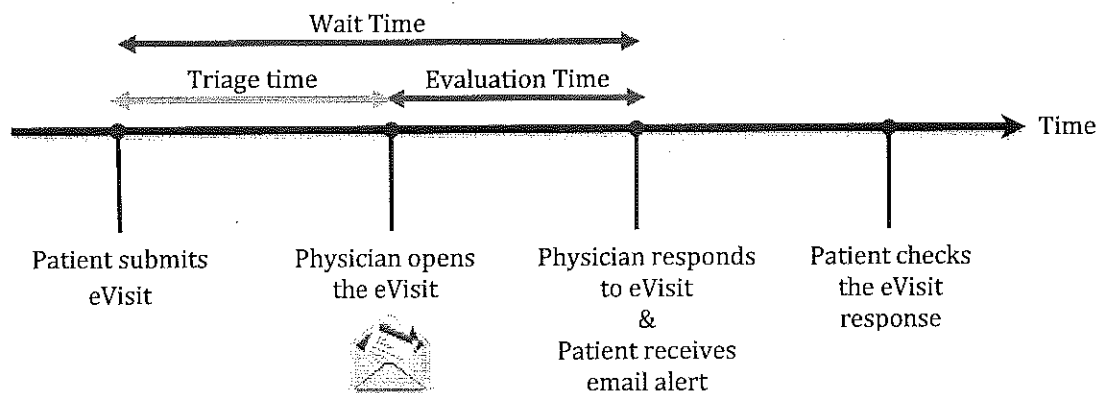 Wait Time
Triage time
Evaluation Time
Time
Patient submits
eVisit
Physician opens
the eVisit
Physician responds
to eVisit
&
Patient receives
email alert
Patient checks
the eVisit
response